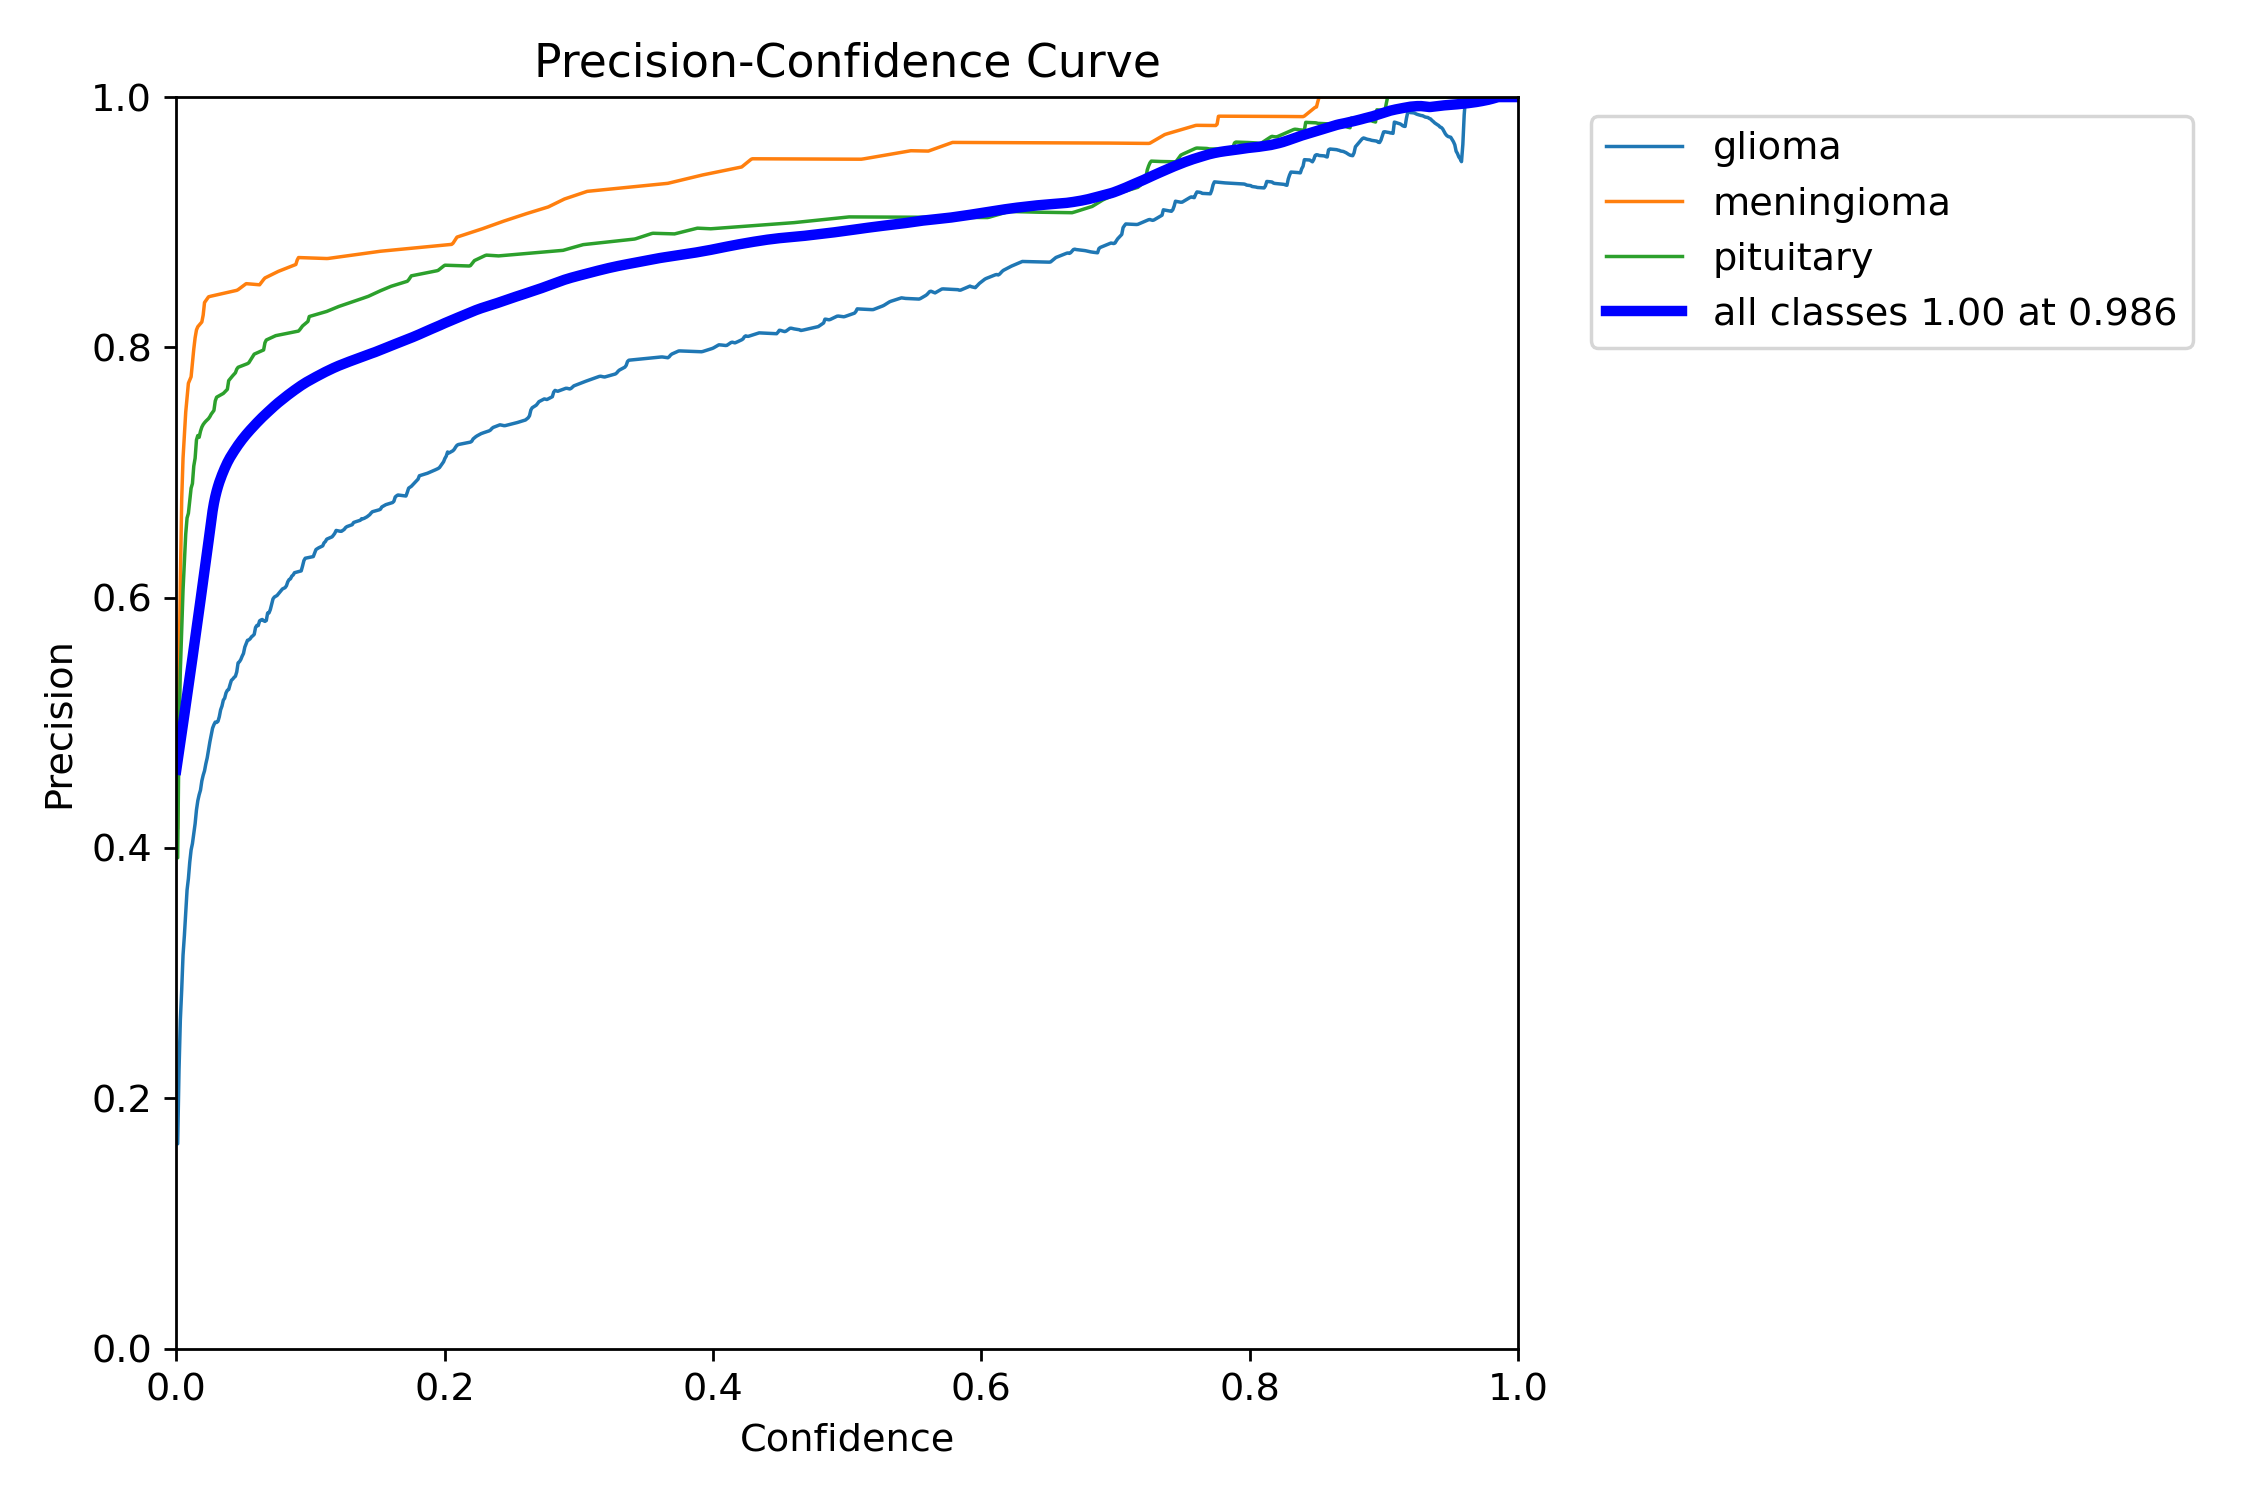 Precision-Confidence Curve
1.0
0.8
0.6
0.4
0.2
0.0
Precision
0.0 0.2 0.4 0.6 0.8 1.0
Confidence
glioma
meningioma
pituitary
all classes 1.00 at 0.986